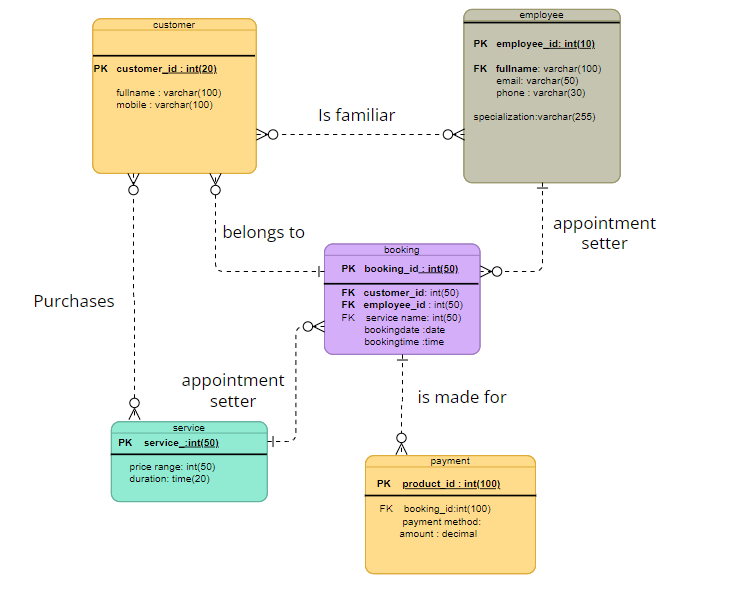 customer
PK customer_id : int(20)
fullname : varchar(100)
mobile : varchar(100)
employee
PK employee_id: int(10)
FK fullname: varchar(100)
email: varchar(50)
phone : varchar(30)
specialization:varchar(255)
Is familiar
belongs to
appointment
setter
Purchases
booking
PK booking_id : int(50)
FK customer_id: int(50)
FK employee_id : int(50)
FK service name: int(50)
bookingdate :date
bookingtime :time
appointment
setter
is made for
service
PK service_:int(50)
price range: int(50)
duration: time(20)
payment
PK product_id : int(100)
FK booking_id:int(100)
payment method:
amount : decimal